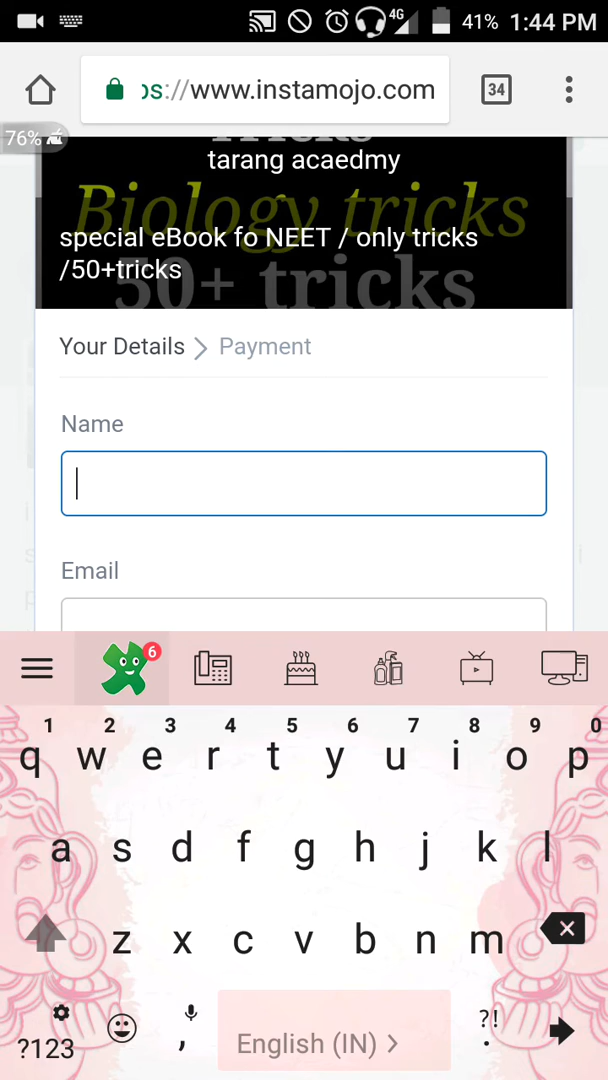 4G 41% 1:44 PM
ps://www.instamojo.com 34
76%
Tricks
tarang acaedmy
Biology tricks
special eBook fo NEET / only tricks
/50+tricks
50+ tricks
Your Details > Payment
Name
Email
6
1 2 3 4 5 6 7 8 9 0
q w e r t y u i o p
a s d f g h j k l
z x c v b n m
?123 , English (IN) > ?! .